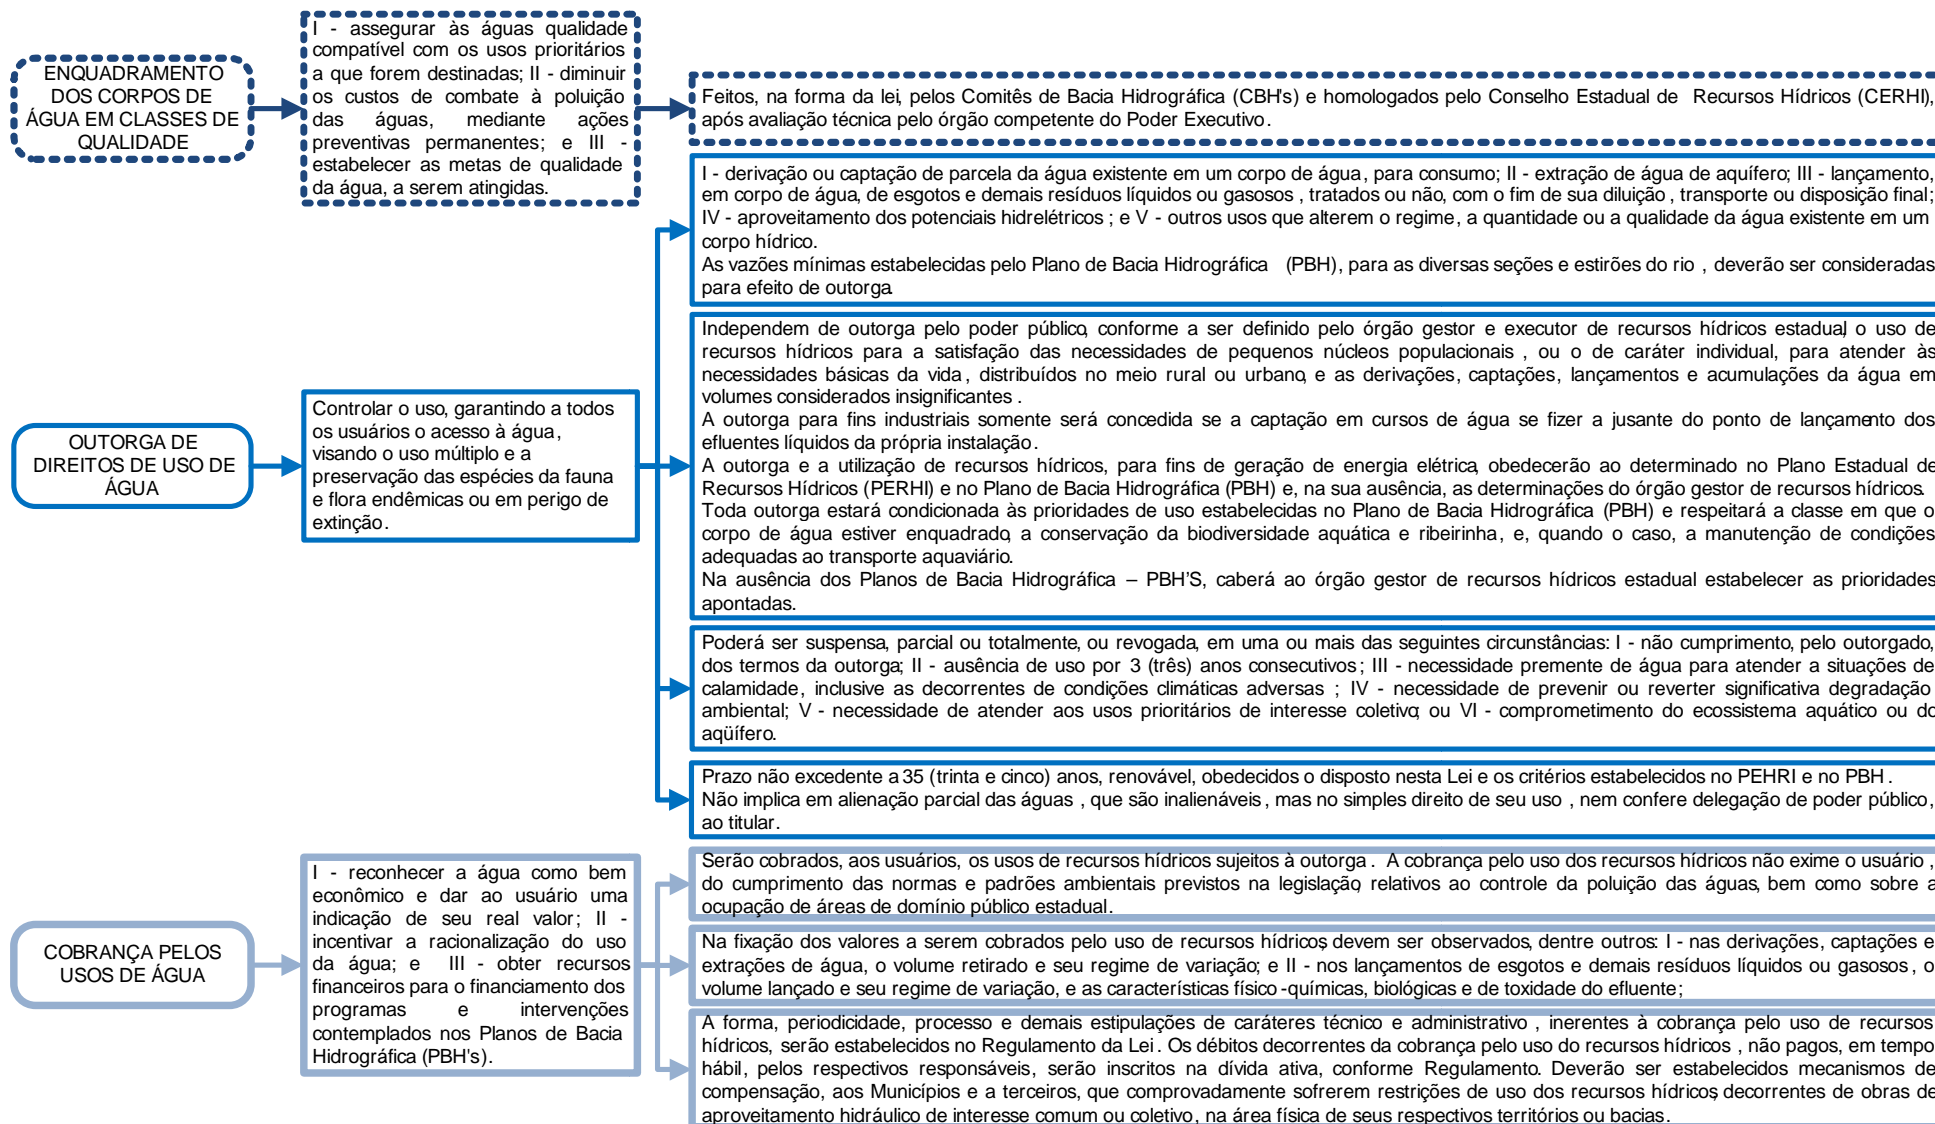 ENQUADRAMENTO
DOS CORPOS DE
ÁGUA EM CLASSES DE
QUALIDADE
I - assegurar às águas qualidade
compatível com os usos prioritários
a que forem destinadas; II - diminuir
os custos de combate à poluição
das águas, mediante ações
preventivas permanentes; e III -
estabelecer as metas de qualidade
da água, a serem atingidas.
Feitos, na forma da lei, pelos Comitês de Bacia Hidrográfica (CBH's) e homologados pelo Conselho Estadual de Recursos Hídricos (CERHI),
após avaliação técnica pelo órgão competente do Poder Executivo.
OUTORGA DE
DIREITOS DE USO DE
ÁGUA
Controlar o uso, garantindo a todos
os usuários o acesso à água,
visando o uso múltiplo e a
preservação das espécies da fauna
e flora endêmicas ou em perigo de
extinção.
I - derivação ou captação de parcela da água existente em um corpo de água, para consumo; II - extração de água de aquífero; III - lançamento,
em corpo de água, de esgotos e demais resíduos líquidos ou gasosos, tratados ou não, com o fim de sua diluição, transporte ou disposição final;
IV - aproveitamento dos potenciais hidrelétricos; e V - outros usos que alterem o regime, a quantidade ou a qualidade da água existente em um
corpo hídrico.
As vazões mínimas estabelecidas pelo Plano de Bacia Hidrográfica (PBH), para as diversas seções e estirões do rio, deverão ser consideradas
para efeito de outorga.
Independem de outorga pelo poder público, conforme a ser definido pelo órgão gestor e executor de recursos hídricos estadual, o uso de
recursos hídricos para a satisfação das necessidades de pequenos núcleos populacionais, ou o de caráter individual, para atender às
necessidades básicas da vida, distribuídos no meio rural ou urbano, e as derivações, captações, lançamentos e acumulações da água em
volumes considerados insignificantes.
A outorga para fins industriais somente será concedida se a captação em cursos de água se fizer a jusante do ponto de lançamento dos
efluentes líquidos da própria instalação.
A outorga e a utilização de recursos hídricos, para fins de geração de energia elétrica, obedecerão ao determinado no Plano Estadual de
Recursos Hídricos (PERHI) e no Plano de Bacia Hidrográfica (PBH) e, na sua ausência, as determinações do órgão gestor de recursos hídricos.
Toda outorga estará condicionada às prioridades de uso estabelecidas no Plano de Bacia Hidrográfica (PBH) e respeitará a classe em que o
corpo de água estiver enquadrado, a conservação da biodiversidade aquática e ribeirinha, e, quando o caso, a manutenção de condições
adequadas ao transporte aquaviário.
Na ausência dos Planos de Bacia Hidrográfica – PBH'S, caberá ao órgão gestor de recursos hídricos estadual estabelecer as prioridades
apontadas.
Poderá ser suspensa, parcial ou totalmente, ou revogada, em uma ou mais das seguintes circunstâncias: I - não cumprimento, pelo outorgado,
dos termos da outorga; II - ausência de uso por 3 (três) anos consecutivos; III - necessidade premente de água para atender a situações de
calamidade, inclusive as decorrentes de condições climáticas adversas; IV - necessidade de prevenir ou reverter significativa degradação
ambiental; V - necessidade de atender aos usos prioritários de interesse coletivo; ou VI - comprometimento do ecossistema aquático ou do
aqüífero.
Prazo não excedente a 35 (trinta e cinco) anos, renovável, obedecidos o disposto nesta Lei e os critérios estabelecidos no PEHRI e no PBH.
Não implica em alienação parcial das águas, que são inalienáveis, mas no simples direito de seu uso, nem confere delegação de poder público,
ao titular.
COBRANÇA PELOS
USOS DE ÁGUA
I - reconhecer a água como bem
econômico e dar ao usuário uma
indicação de seu real valor; II -
incentivar a racionalização do uso
da água; e III - obter recursos
financeiros para o financiamento dos
programas e intervenções
contemplados nos Planos de Bacia
Hidrográfica (PBH's).
Serão cobrados, aos usuários, os usos de recursos hídricos sujeitos à outorga. A cobrança pelo uso dos recursos hídricos não exime o usuário,
do cumprimento das normas e padrões ambientais previstos na legislação, relativos ao controle da poluição das águas, bem como sobre a
ocupação de áreas de domínio público estadual.
Na fixação dos valores a serem cobrados pelo uso de recursos hídricos, devem ser observados, dentre outros: I - nas derivações, captações e
extrações de água, o volume retirado e seu regime de variação; e II - nos lançamentos de esgotos e demais resíduos líquidos ou gasosos, o
volume lançado e seu regime de variação, e as características físico-químicas, biológicas e de toxidade do efluente;
A forma, periodicidade, processo e demais estipulações de caráteres técnico e administrativo, inerentes à cobrança pelo uso de recursos
hídricos, serão estabelecidos no Regulamento da Lei. Os débitos decorrentes da cobrança pelo uso do recursos hídricos, não pagos, em tempo
hábil, pelos respectivos responsáveis, serão inscritos na dívida ativa, conforme Regulamento. Deverão ser estabelecidos mecanismos de
compensação, aos Municípios e a terceiros, que comprovadamente sofrerem restrições de uso dos recursos hídricos, decorrentes de obras de
aproveitamento hidráulico de interesse comum ou coletivo, na área física de seus respectivos territórios ou bacias.